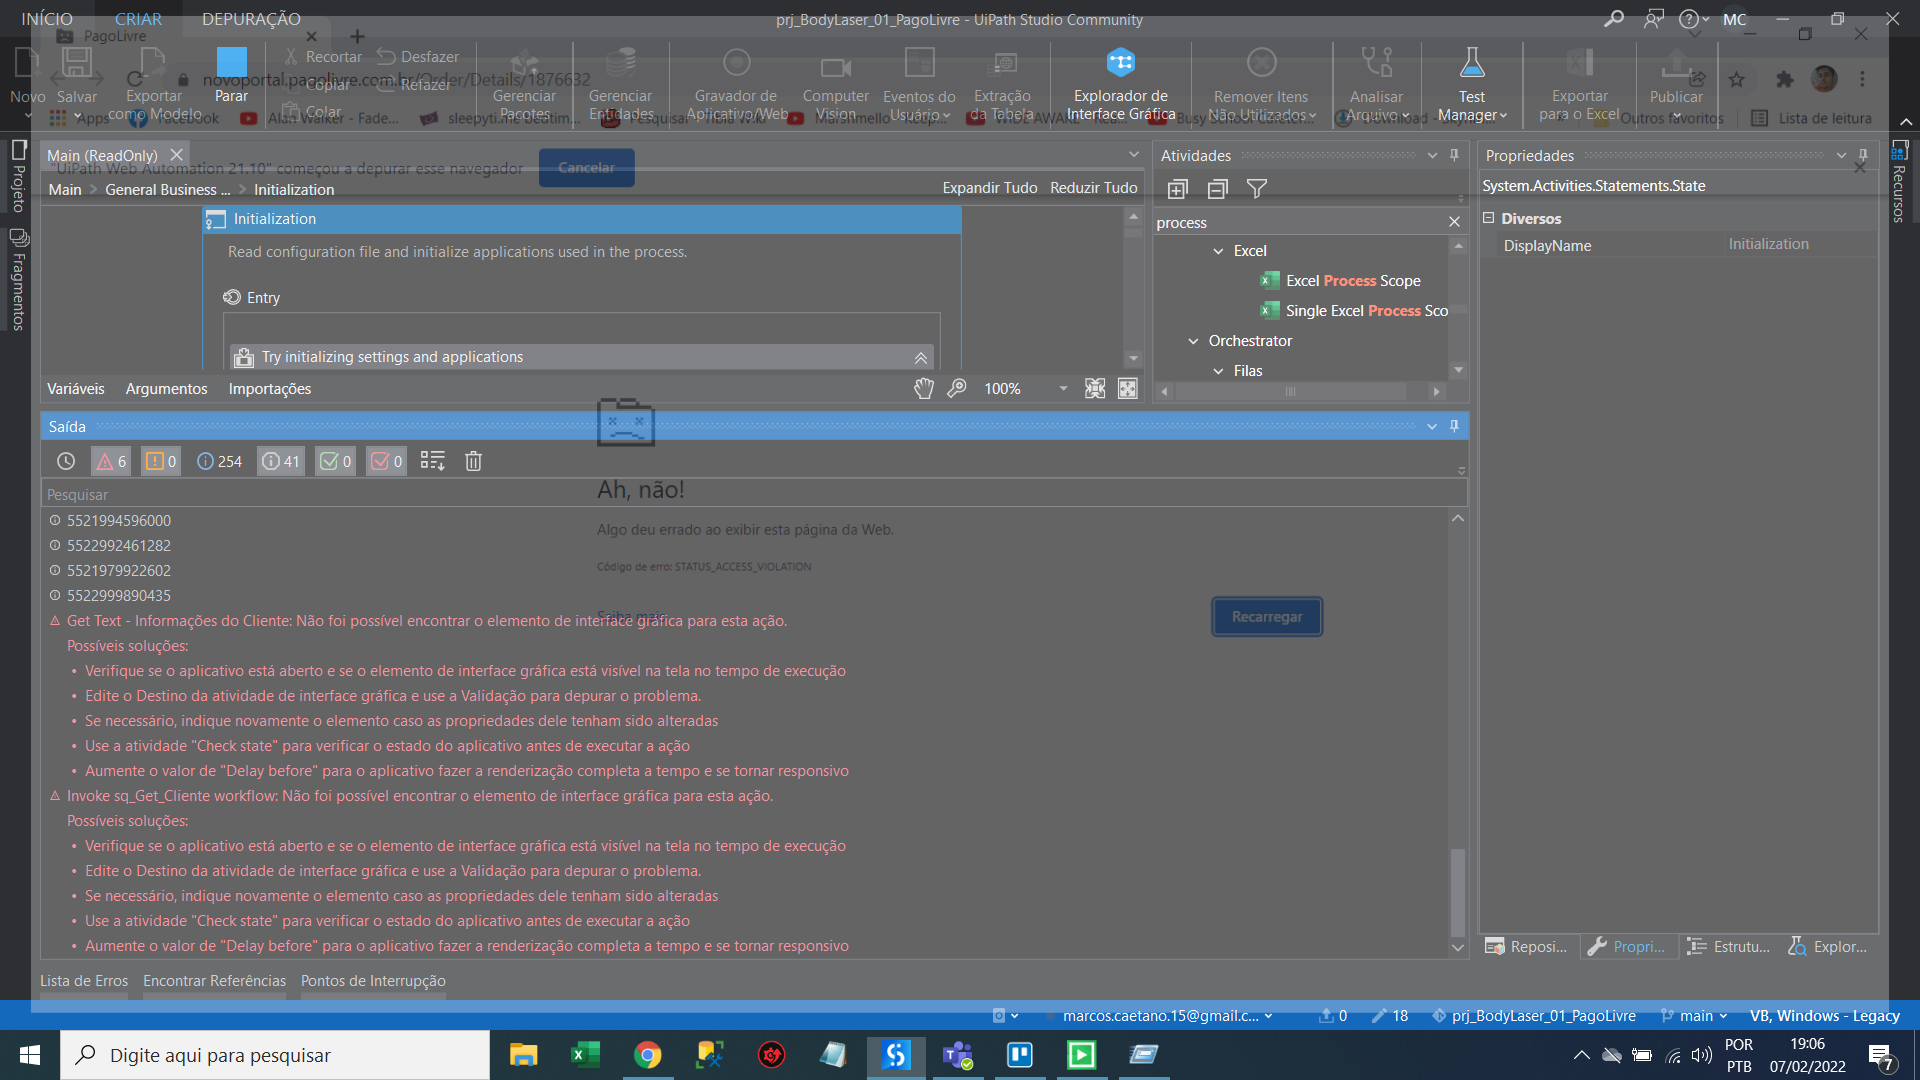 INÍCIO CRIAR DEPURAÇÃO
prj_BodyLaser_01_PagoLivre - UiPath Studio Community
MC
PagoLivre
Novo
Salvar
Exportar
como Modelo
Parar
Recortar
Copiar
Colar
Desfazer
Refazer
Gerenciar
Pacotes
Gerenciar
Entidades
Gravador de
Aplicativo/Web
Computer
Vision
Eventos do
Usuário
Extração
da Tabela
Explorador de
Interface Gráfica
Remover Itens
Não Utilizados
Analisar
Arquivo
Test
Manager
Exportar
para o Excel
Publicar
novoportal.pagolivre.com.br/Order/Details/1876632
Apps
Facebook
Alan Walker - Fade...
sleepyti.me bedtim...
Outros favoritos
Lista de leitura
Main (ReadOnly)
"UiPath Web Automation 21.10" começou a depurar esse navegador
Cancelar
Main > General Business ... > Initialization
Expandir Tudo Reduzir Tudo
Initialization
Read configuration file and initialize applications used in the process.
Entry
Try initializing settings and applications
Variáveis Argumentos Importações
100%
Projeto
Fragmentos
Atividades
process
Excel
Excel Process Scope
Single Excel Process Sco
Orchestrator
Filas
Propriedades
System.Activities.Statements.State
Diversos
DisplayName Initialization
Recursos
Saída
6 0 254 41 0 0
Pesquisar
Ah, não!
Algo deu errado ao exibir esta página da Web.
Código de erro: STATUS_ACCESS_VIOLATION
Saiba mais
Recarregar
5521994596000
5522992461282
5521979922602
5522999890435
Get Text - Informações do Cliente: Não foi possível encontrar o elemento de interface gráfica para esta ação.
Possíveis soluções:
• Verifique se o aplicativo está aberto e se o elemento de interface gráfica está visível na tela no tempo de execução
• Edite o Destino da atividade de interface gráfica e use a Validação para depurar o problema.
• Se necessário, indique novamente o elemento caso as propriedades dele tenham sido alteradas
• Use a atividade "Check state" para verificar o estado do aplicativo antes de executar a ação
• Aumente o valor de "Delay before" para o aplicativo fazer a renderização completa a tempo e se tornar responsivo
Invoke sq_Get_Cliente workflow: Não foi possível encontrar o elemento de interface gráfica para esta ação.
Possíveis soluções:
• Verifique se o aplicativo está aberto e se o elemento de interface gráfica está visível na tela no tempo de execução
• Edite o Destino da atividade de interface gráfica e use a Validação para depurar o problema.
• Se necessário, indique novamente o elemento caso as propriedades dele tenham sido alteradas
• Use a atividade "Check state" para verificar o estado do aplicativo antes de executar a ação
• Aumente o valor de "Delay before" para o aplicativo fazer a renderização completa a tempo e se tornar responsivo
Reposi... Propri... Estrutu... Explor...
Lista de Erros Encontrar Referências Pontos de Interrupção
marcos.caetano.15@gmail.c... 0 18 prj_BodyLaser_01_PagoLivre main VB, Windows - Legacy
Digite aqui para pesquisar
POR
PTB
19:06
07/02/2022
7